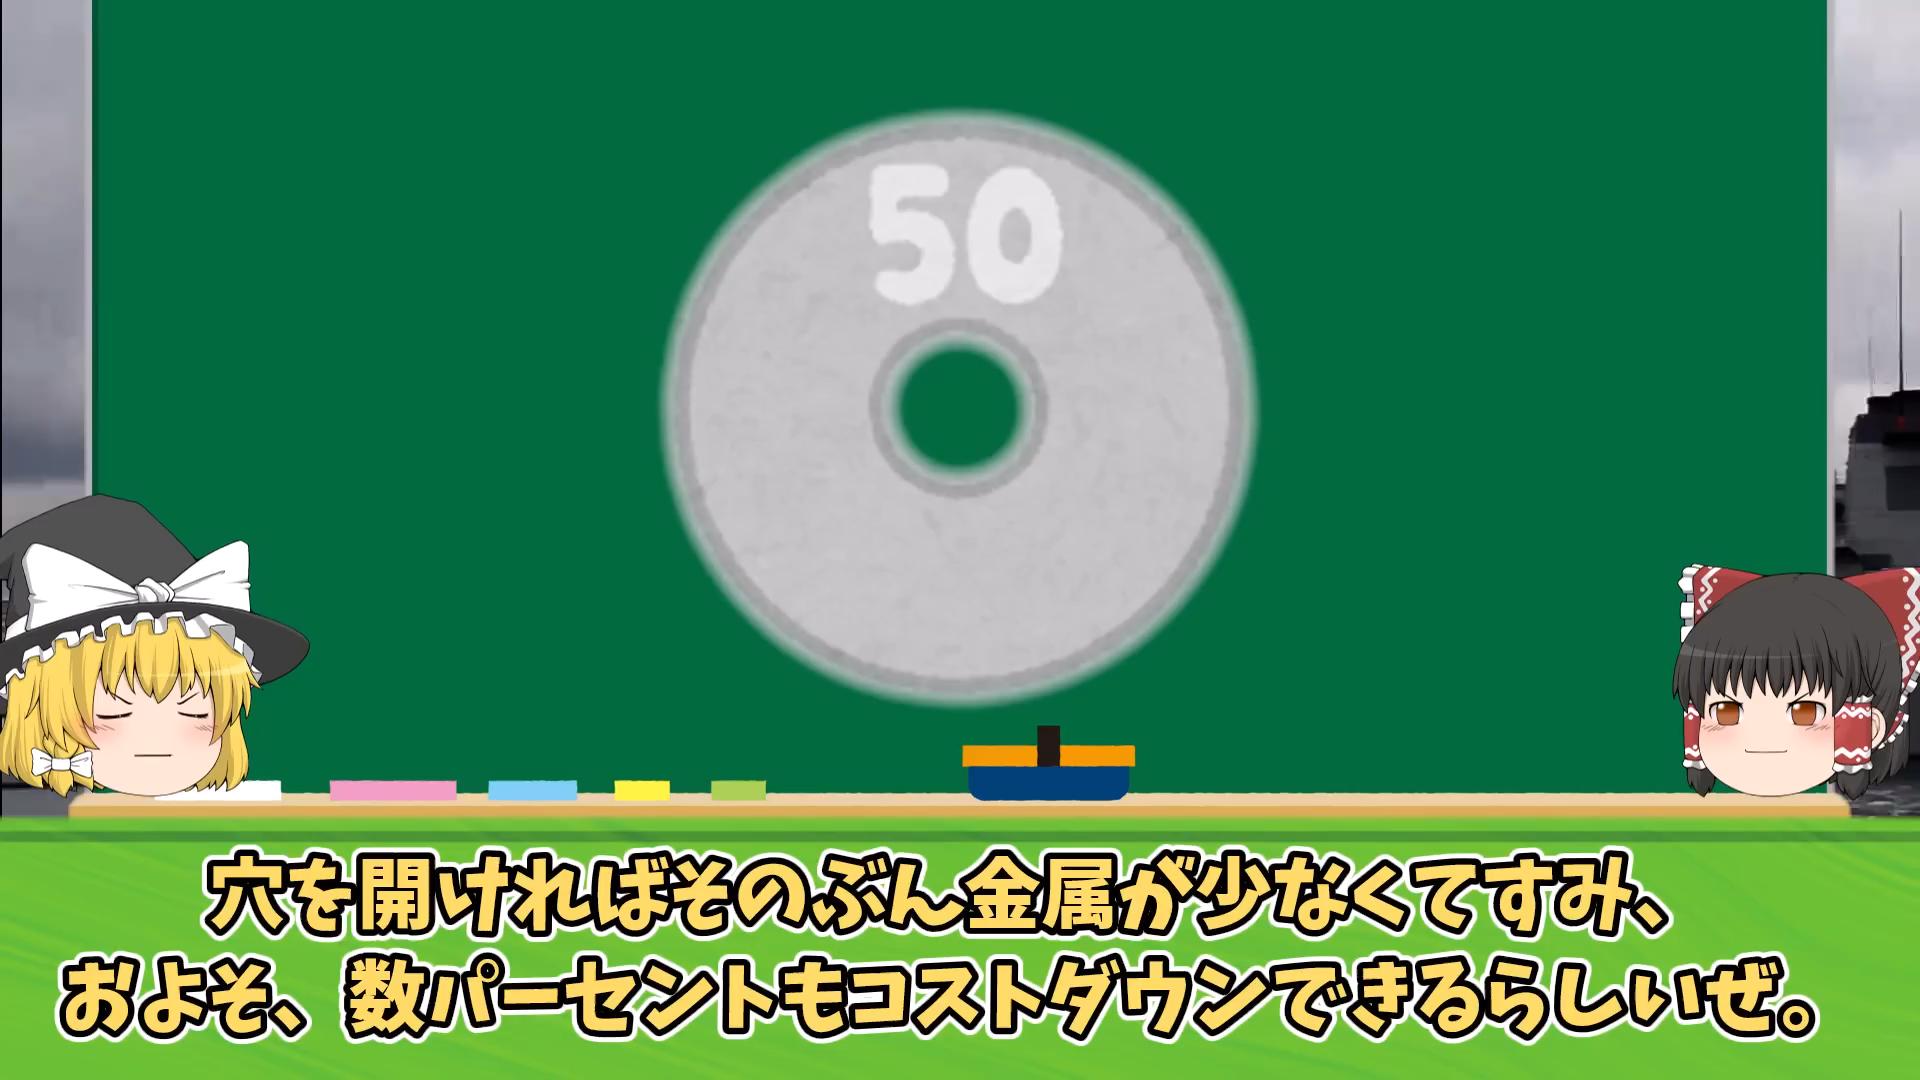 50
穴を開ければそのぶん金属が少なくてすみ、
およそ、数パーセントもコストダウンできるらしいぜ。